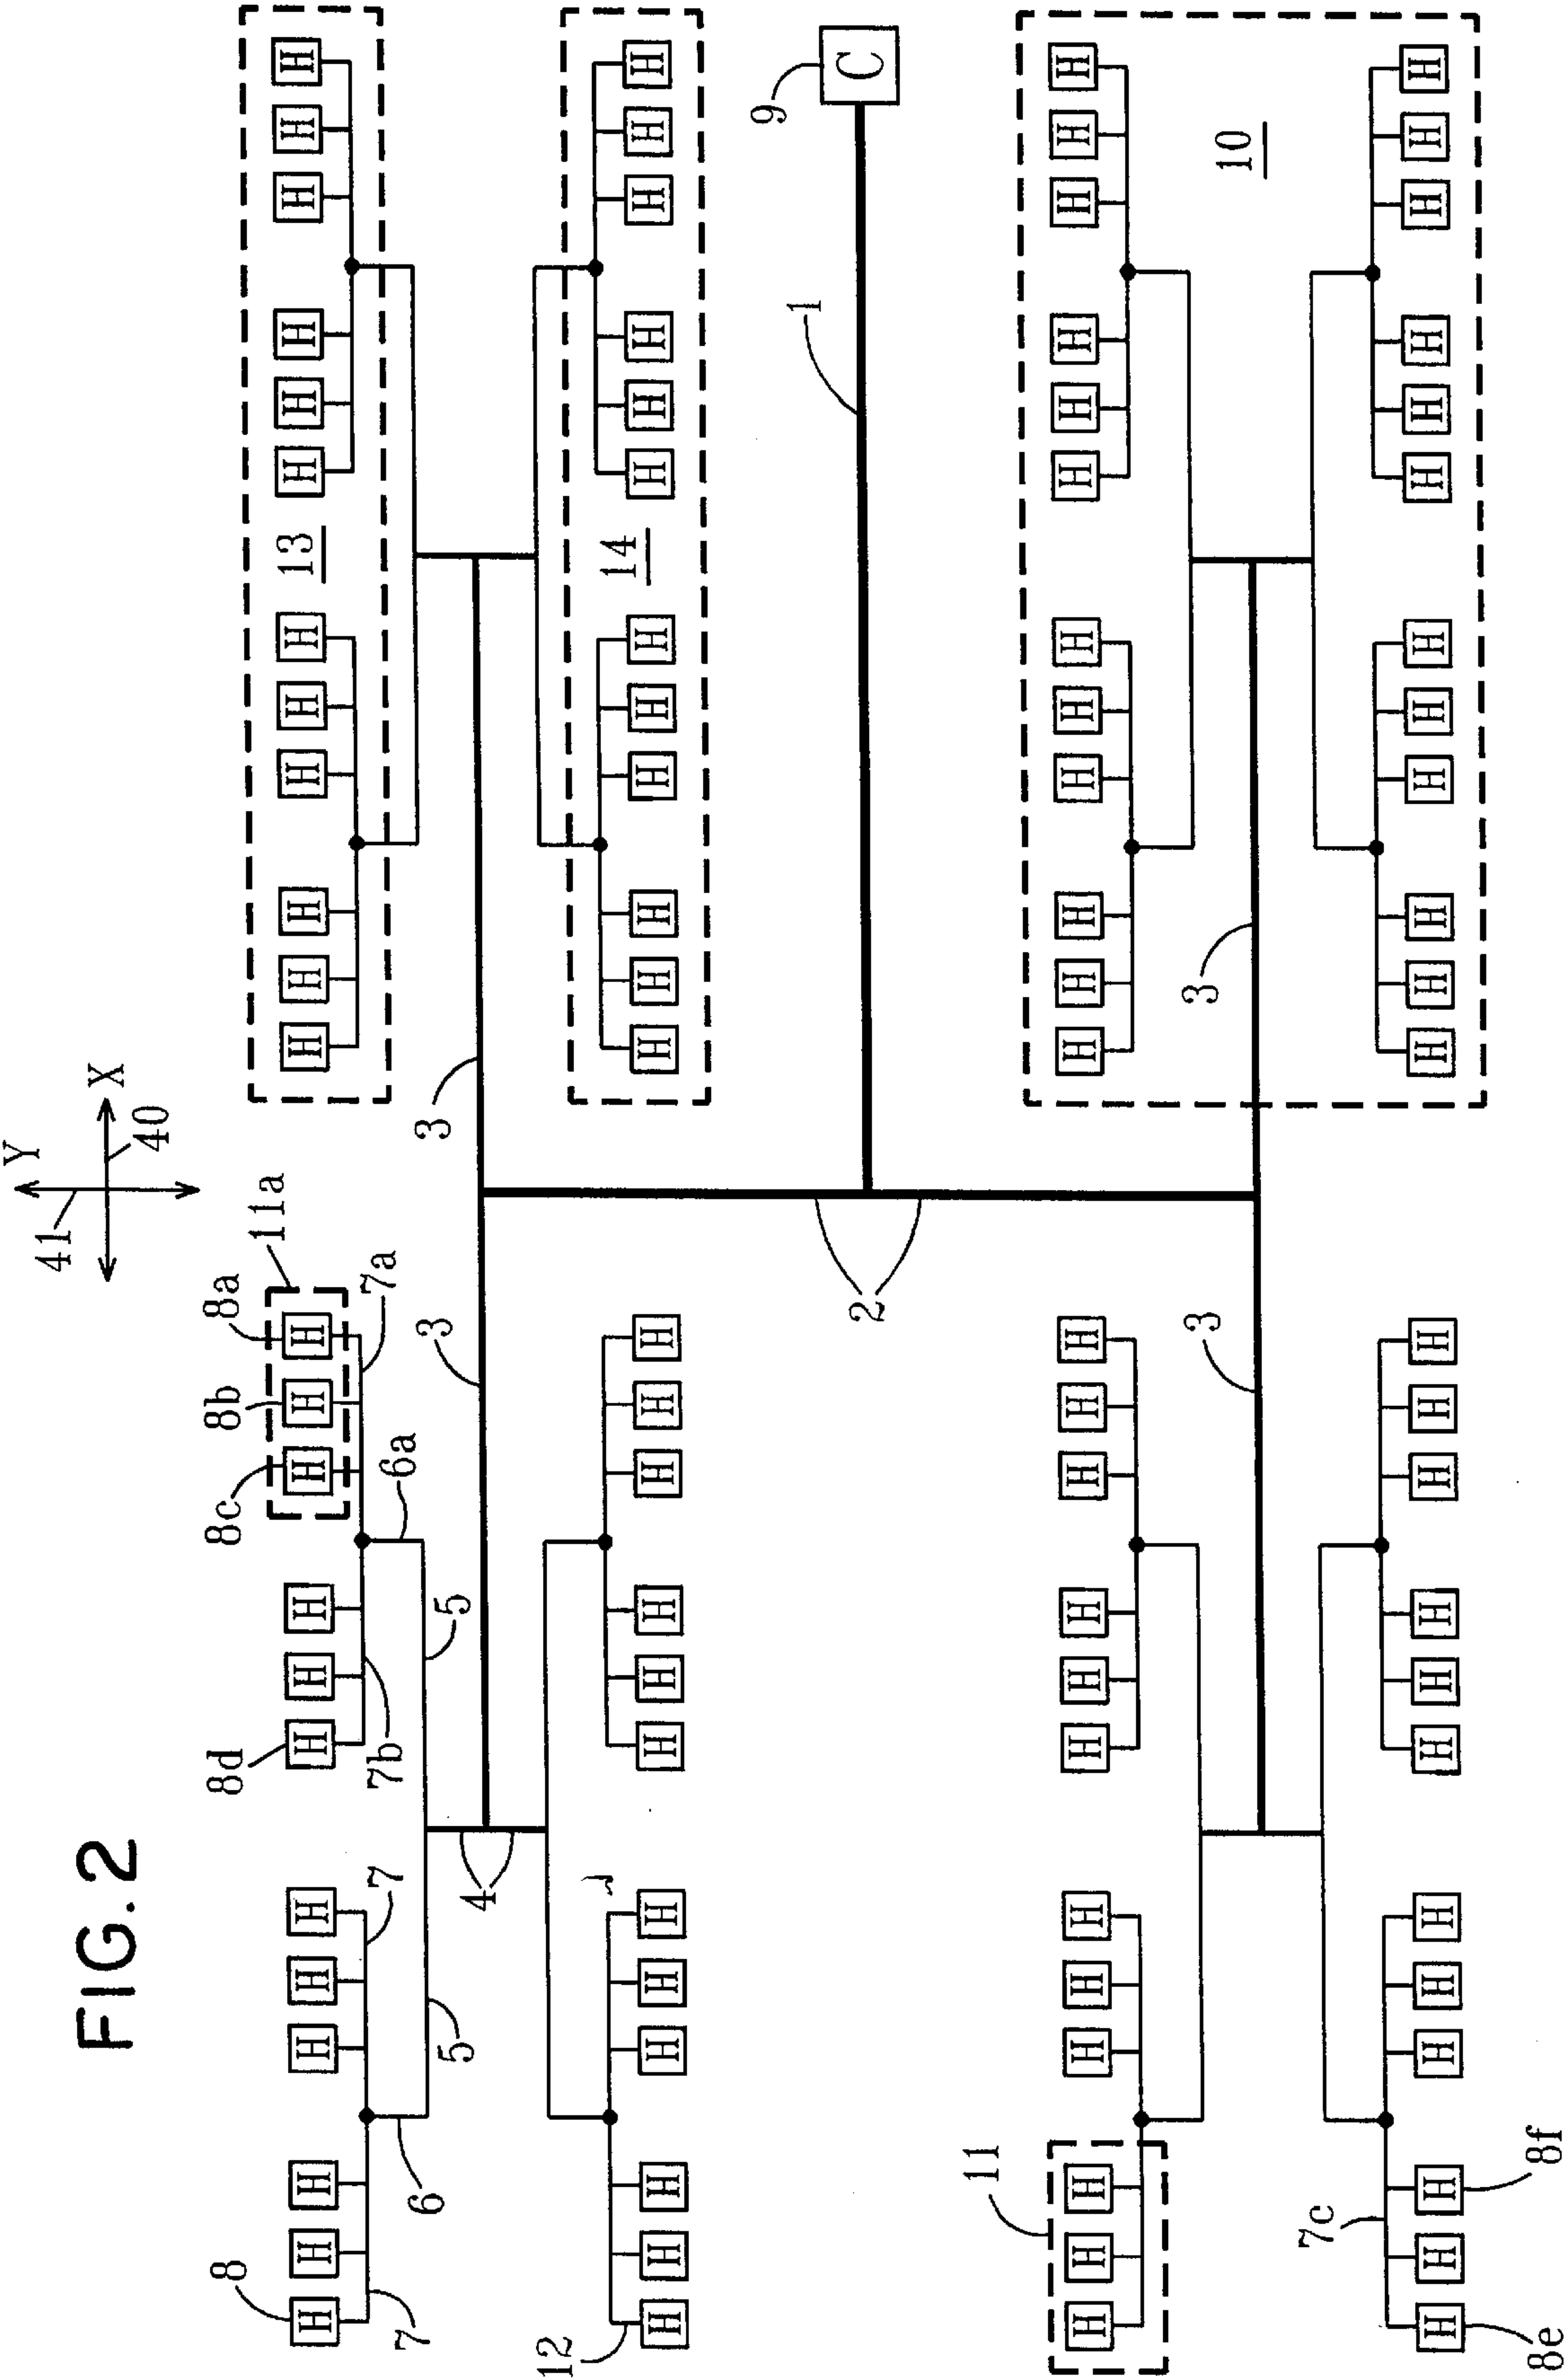 Y
41
FIG. 2 X
40
8 8d 8c 8b 8a 11a
H H H H H H H H H H H H H H H H H H 13 H H H H H H
7 7 7b 7a
6a
6 3 3
5 5
4
12
H H H H H H H H H H H H H H H H H H 14 H H H H H H
9
1
2 C
11
H H H H H H H H H H H H H H H H H H H H H H H H
3 3
10
7c
H H H H H H H H H H H H H H H H H H H H H H H H
8e 8f